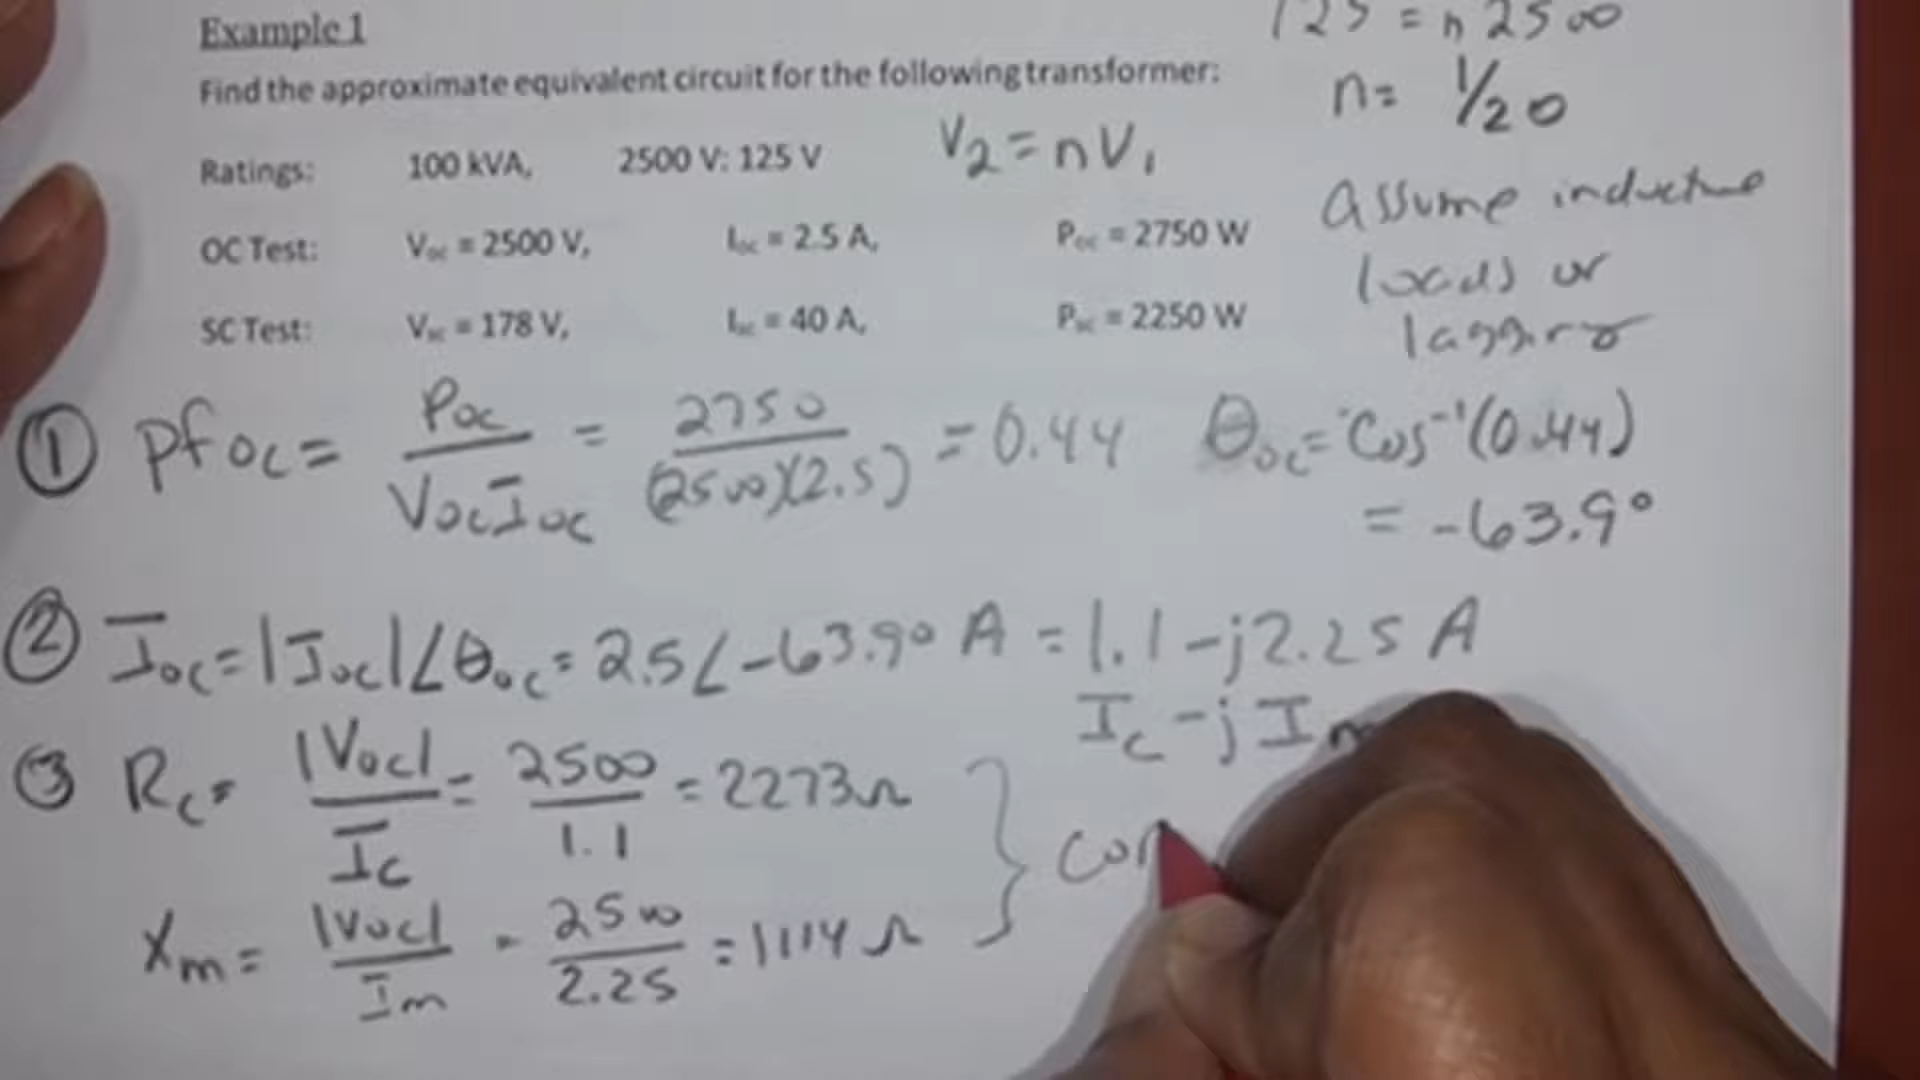 Example 1
125 = n 2500
Find the approximate equivalent circuit for the following transformer:
n = 1/20
Ratings: 100 kVA, 2500 V: 125 V
V2 = nV1
OC Test: Voc = 2500 V, Ioc = 2.5 A, Poc = 2750 W
Assume inductive
loads or
lagging
SC Test: Vsc = 178 V, Isc = 40 A, Psc = 2250 W
① pfoc = Poc / VocIoc = 2750 / (2500)(2.5) = 0.44 θoc = -cos⁻¹(0.44)
= -63.9°
② Ioc = |Ioc|∠θoc = 2.5∠-63.9° A = 1.1 - j2.25 A
Ic - jIm
③ Rc = |Voc| / Ic = 2500 / 1.1 = 2273Ω
Xm = |Voc| / Im = 2500 / 2.25 = 1114 Ω